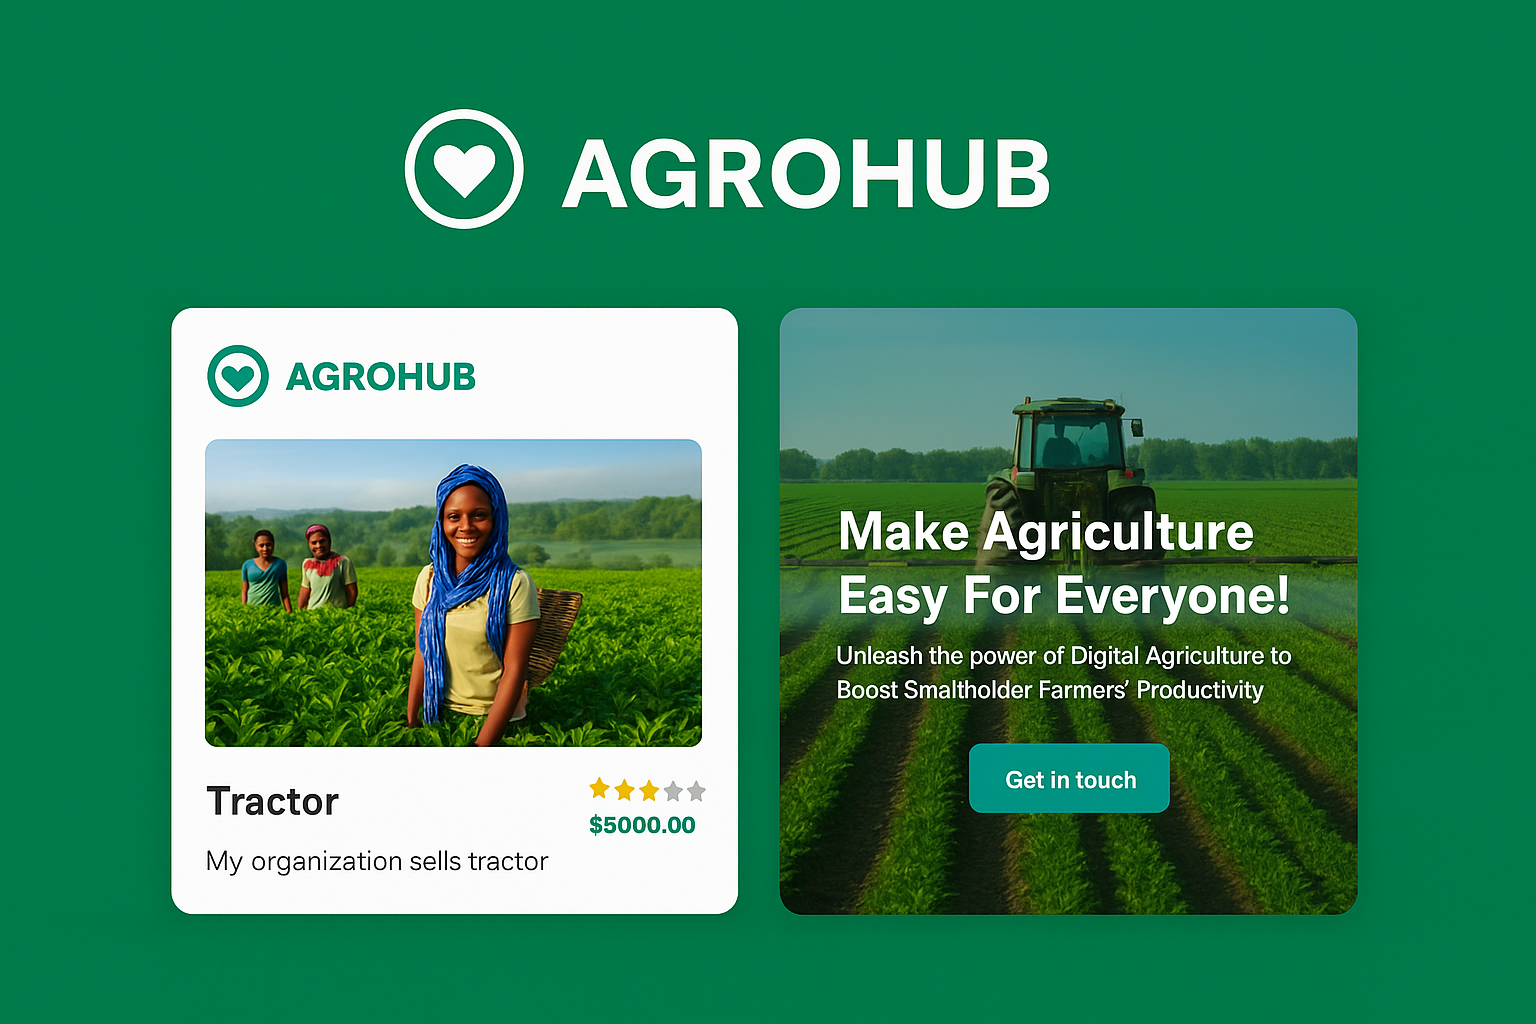 AGROHUB
AGROHUB
Tractor
$5000.00
My organization sells tractor
Make Agriculture
Easy For Everyone!
Unleash the power of Digital Agriculture to
Boost Smaltholder Farmers’ Productivity
Get in touch